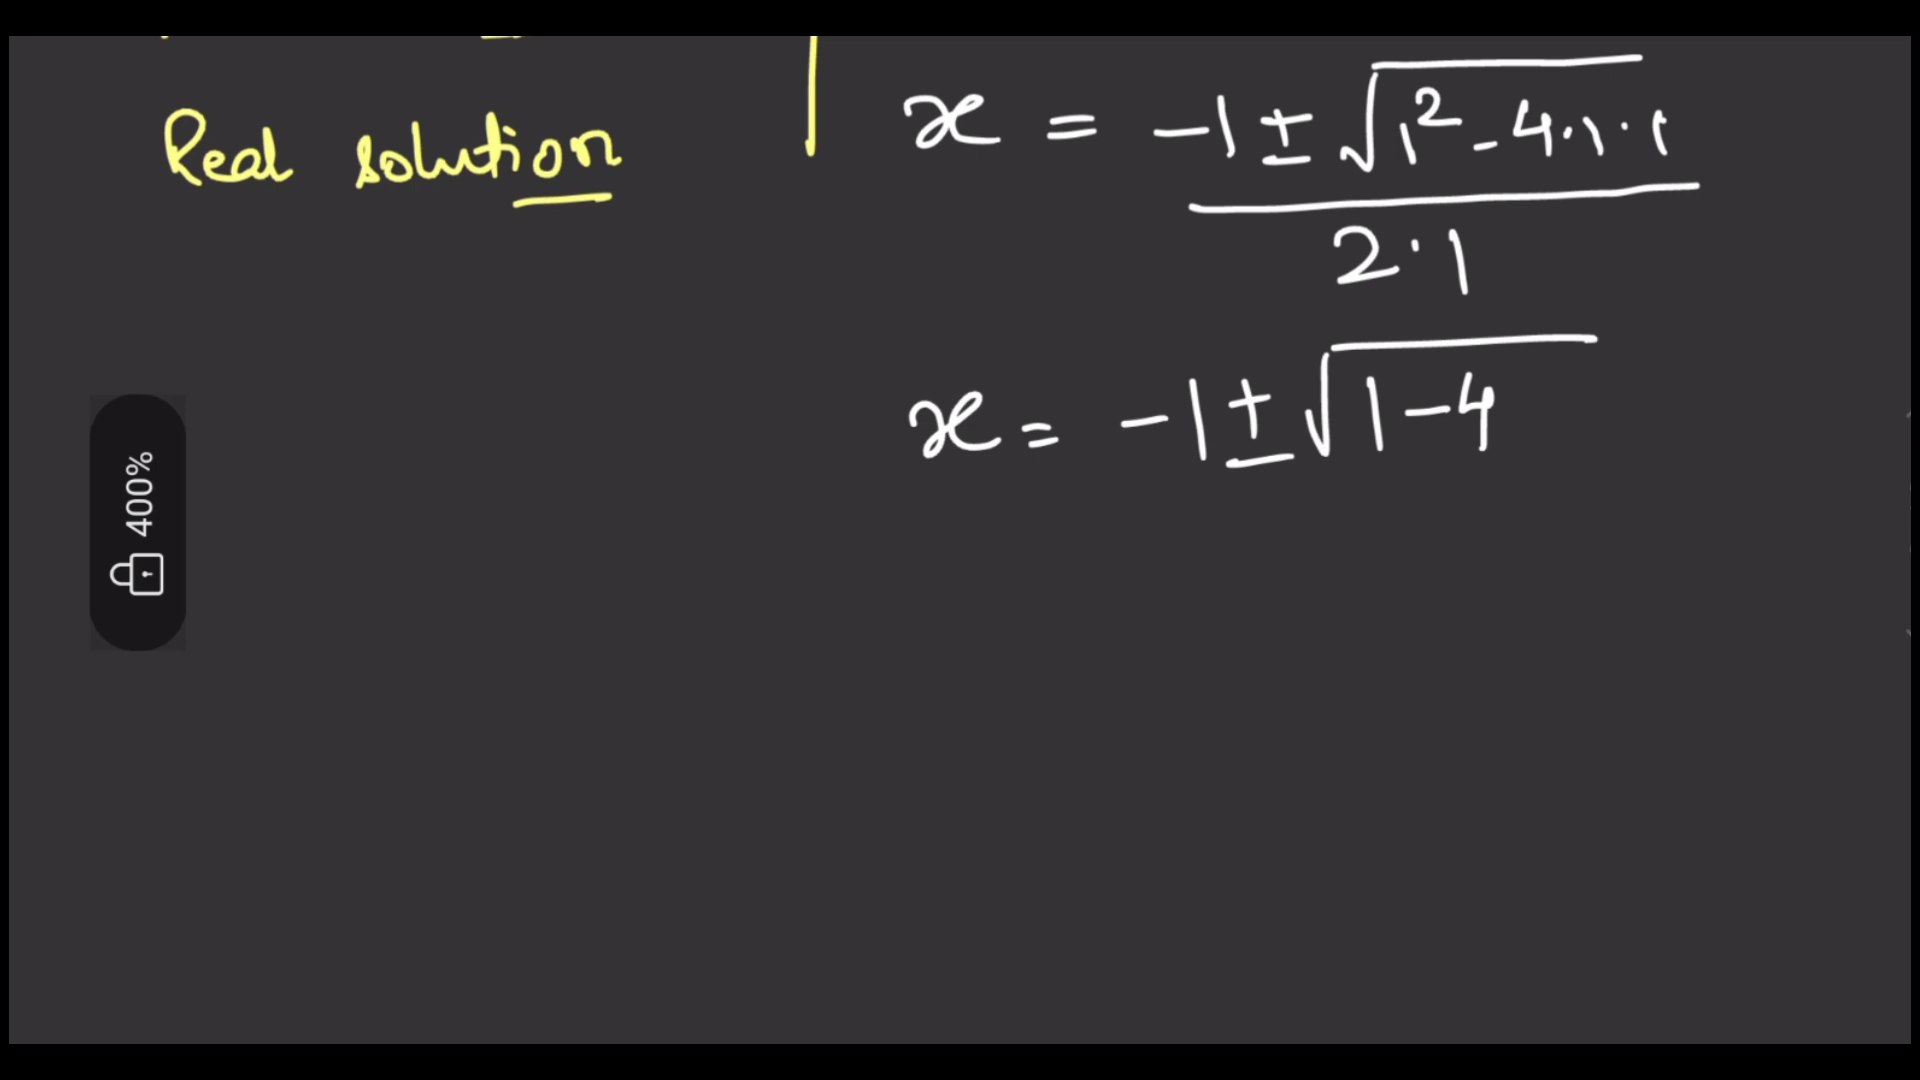 Real solution
x = -1 ± √1² - 4·1·1
2·1
x = -1 ± √1-4
400%